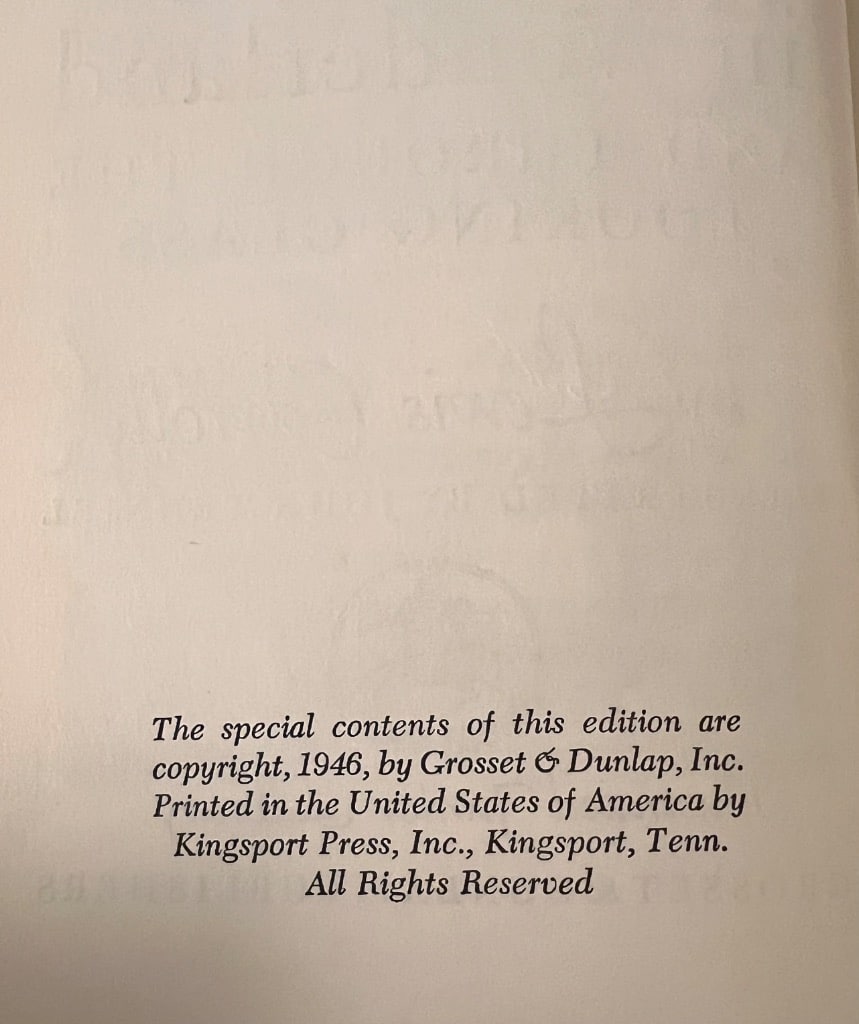 The special contents of this edition are
copyright, 1946, by Grosset & Dunlap, Inc.
Printed in the United States of America by
Kingsport Press, Inc., Kingsport, Tenn.
All Rights Reserved